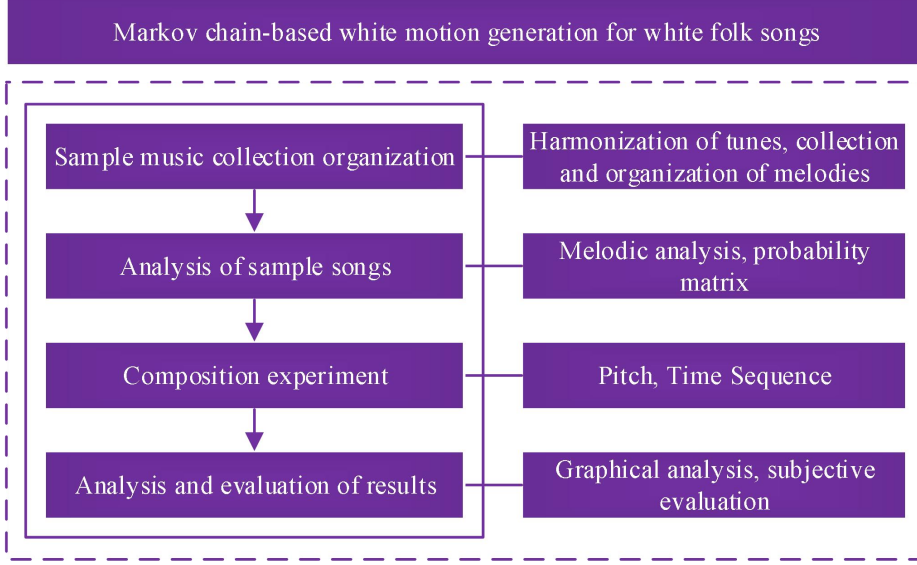 Markov chain-based white motion generation for white folk songs
Sample music collection organization
Harmonization of tunes, collection
and organization of melodies
Analysis of sample songs
Melodic analysis, probability
matrix
Composition experiment
Pitch, Time Sequence
Analysis and evaluation of results
Graphical analysis, subjective
evaluation